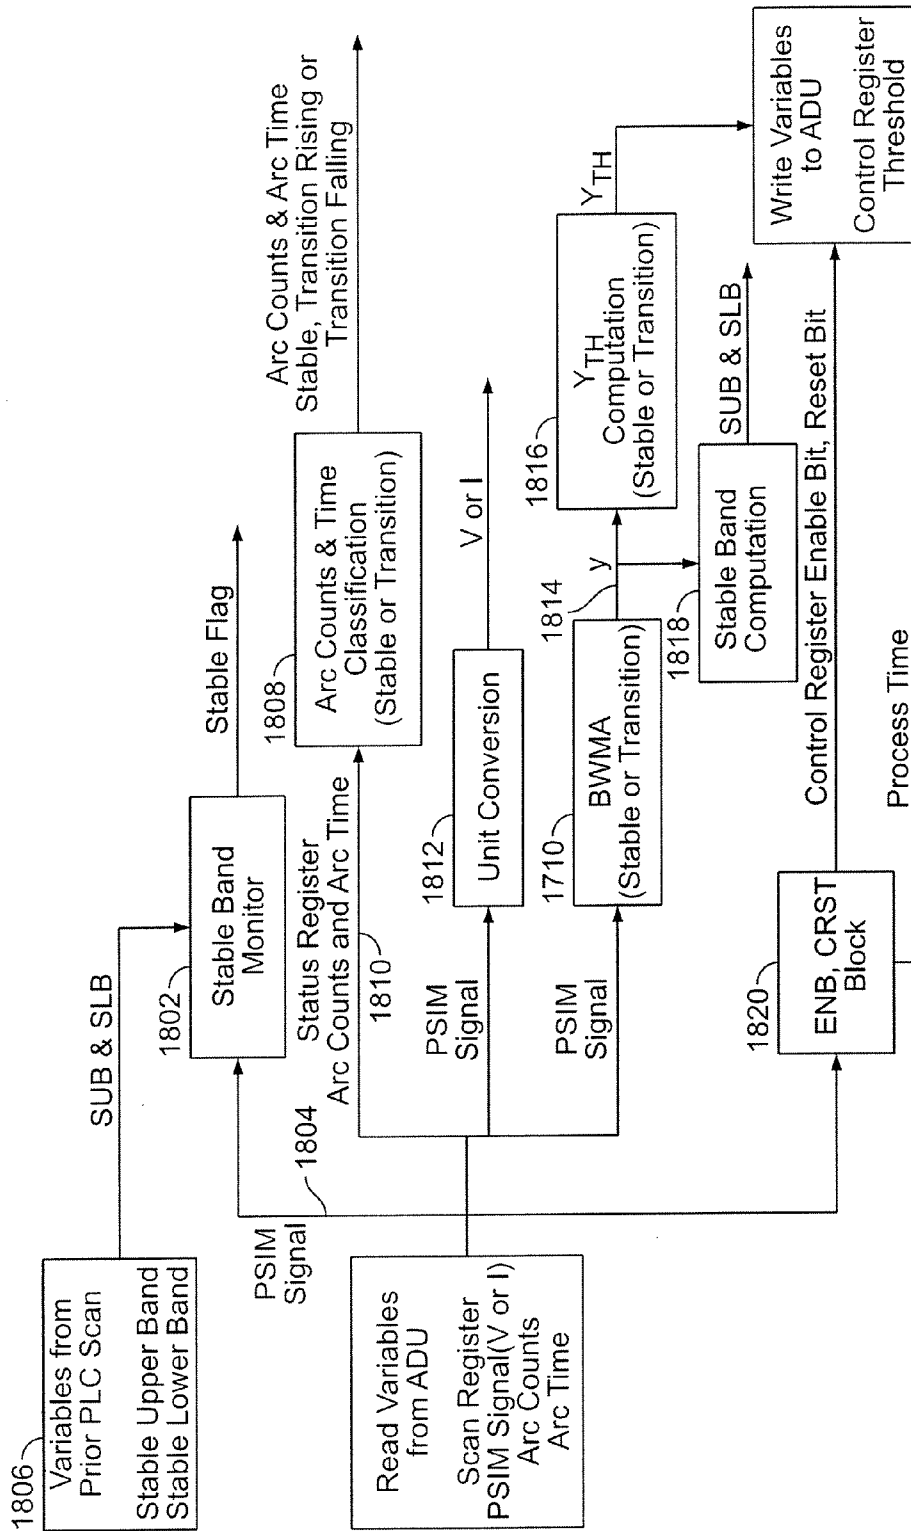 1806
Variables from
Prior PLC Scan
Stable Upper Band
Stable Lower Band
SUB & SLB
PSIM
Signal
1804
1802
Stable Band
Monitor
Stable Flag
Read Variables
from ADU
Scan Register
PSIM Signal(V or I)
Arc Counts
Arc Time
Status Register
Arc Counts and Arc Time
1810
1808
Arc Counts & Time
Classification
(Stable or Transition)
Arc Counts & Arc Time
Stable, Transition Rising or
Transition Falling
PSIM
Signal
1812
Unit Conversion
V or I
PSIM
Signal
1710
BWMA
(Stable or Transition)
1814
y
1816
YTH
Computation
(Stable or Transition)
YTH
1818
Stable Band
Computation
SUB & SLB
1820
ENB, CRST
Block
Control Register Enable Bit, Reset Bit
Process Time
Write Variables
to ADU
Control Register
Threshold